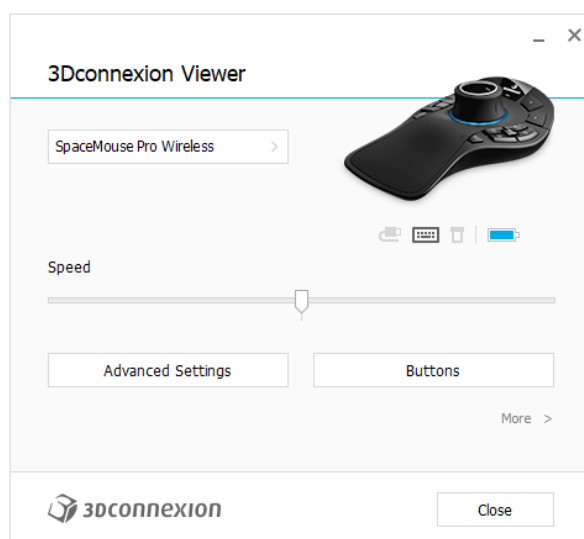 3Dconnexion Viewer
SpaceMouse Pro Wireless >
Speed
Advanced Settings
Buttons
More >
3Dconnexion
Close